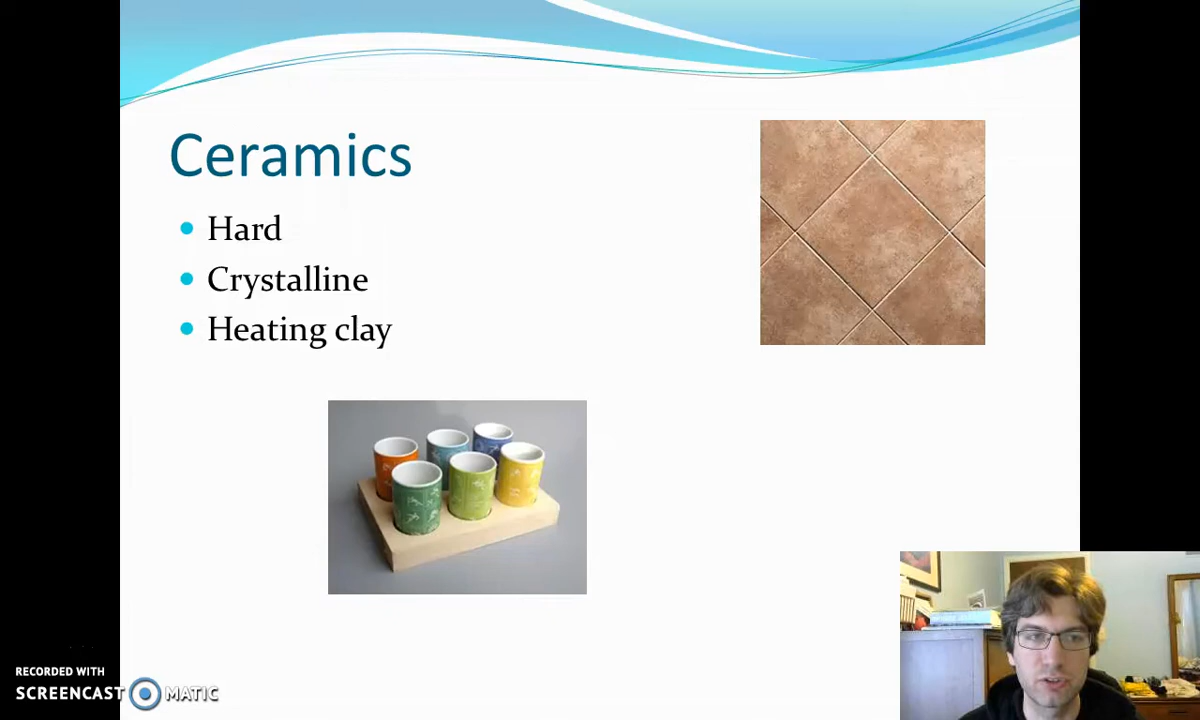 Ceramics
Hard
Crystalline
Heating clay
RECORDED WITH
SCREENCAST MATIC